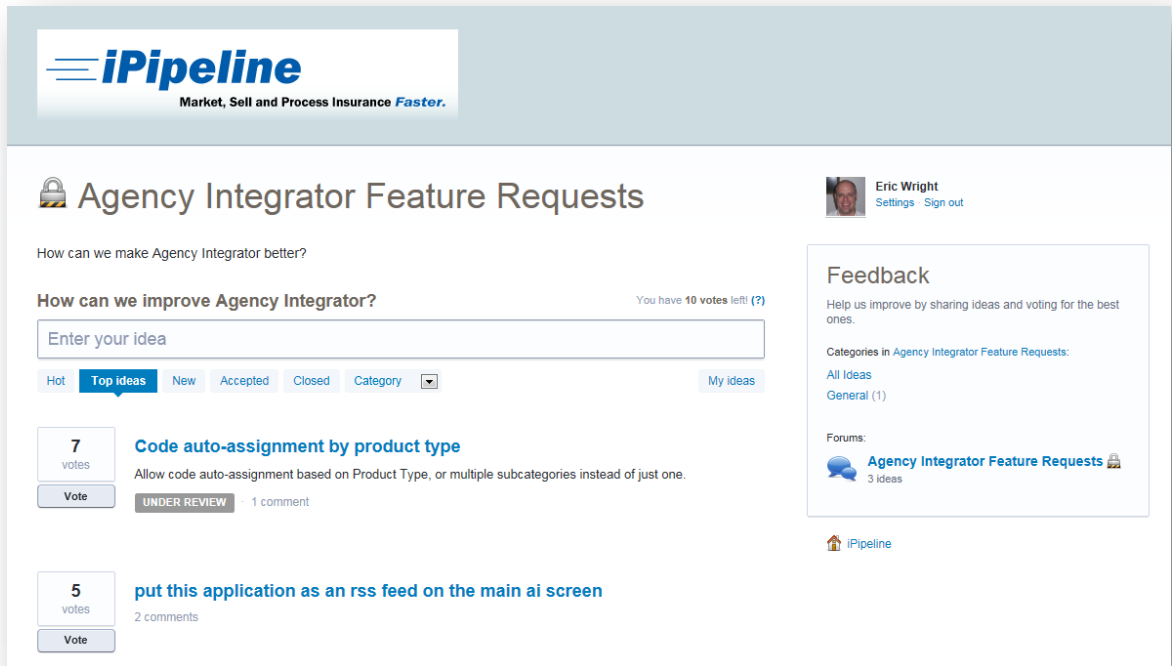 iPipeline
Market, Sell and Process Insurance Faster.
Agency Integrator Feature Requests
How can we make Agency Integrator better?
How can we improve Agency Integrator?
You have 10 votes left! (?)
Enter your idea
Hot Top ideas New Accepted Closed Category My ideas
7
votes
Vote
Code auto-assignment by product type
Allow code auto-assignment based on Product Type, or multiple subcategories instead of just one.
UNDER REVIEW · 1 comment
5
votes
Vote
put this application as an rss feed on the main ai screen
2 comments
Eric Wright
Settings · Sign out
Feedback
Help us improve by sharing ideas and voting for the best
ones.
Categories in Agency Integrator Feature Requests:
All Ideas
General (1)
Forums:
Agency Integrator Feature Requests
3 ideas
iPipeline